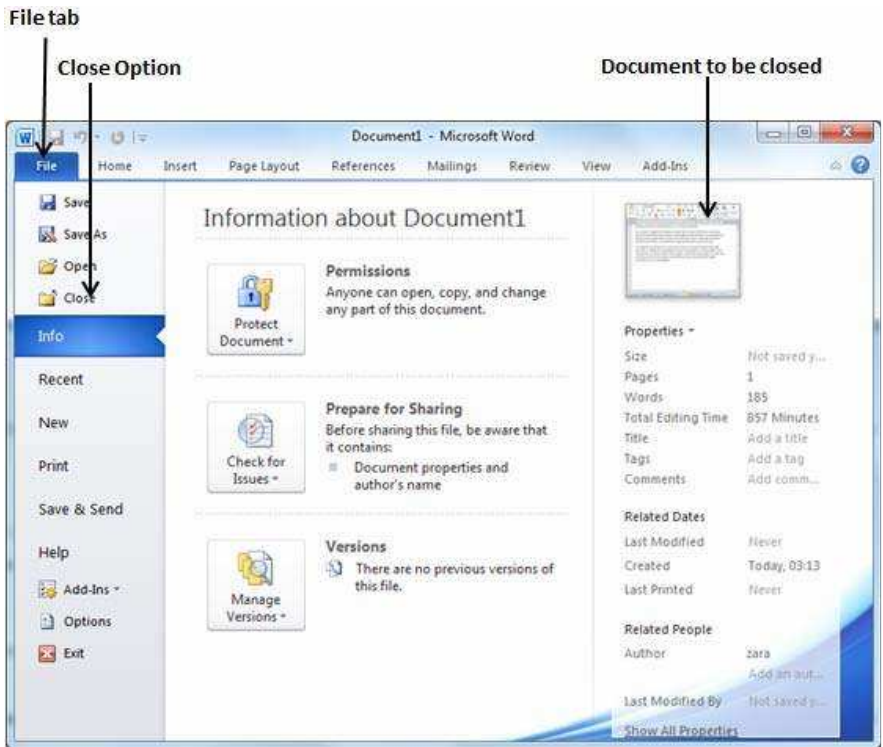 File tab
Close Option
Document to be closed
W
Document1 - Microsoft Word
File Home Insert Page Layout References Mailings Review View Add-Ins
Save
Save As
Open
Close
Info
Recent
New
Print
Save & Send
Help
Add-Ins
Options
Exit
Information about Document1
Protect
Document
Permissions
Anyone can open, copy, and change
any part of this document.
Check for
Issues
Prepare for Sharing
Before sharing this file, be aware that
it contains:
Document properties and
author's name
Manage
Versions
Versions
There are no previous versions of
this file.
Properties
Size Not saved y...
Pages 1
Words 185
Total Editing Time 857 Minutes
Title Add a title
Tags Add a tag
Comments Add comm...
Related Dates
Last Modified Never
Created Today, 03:13
Last Printed Never
Related People
Author zara
Add an aut...
Last Modified By Not saved y...
Show All Properties